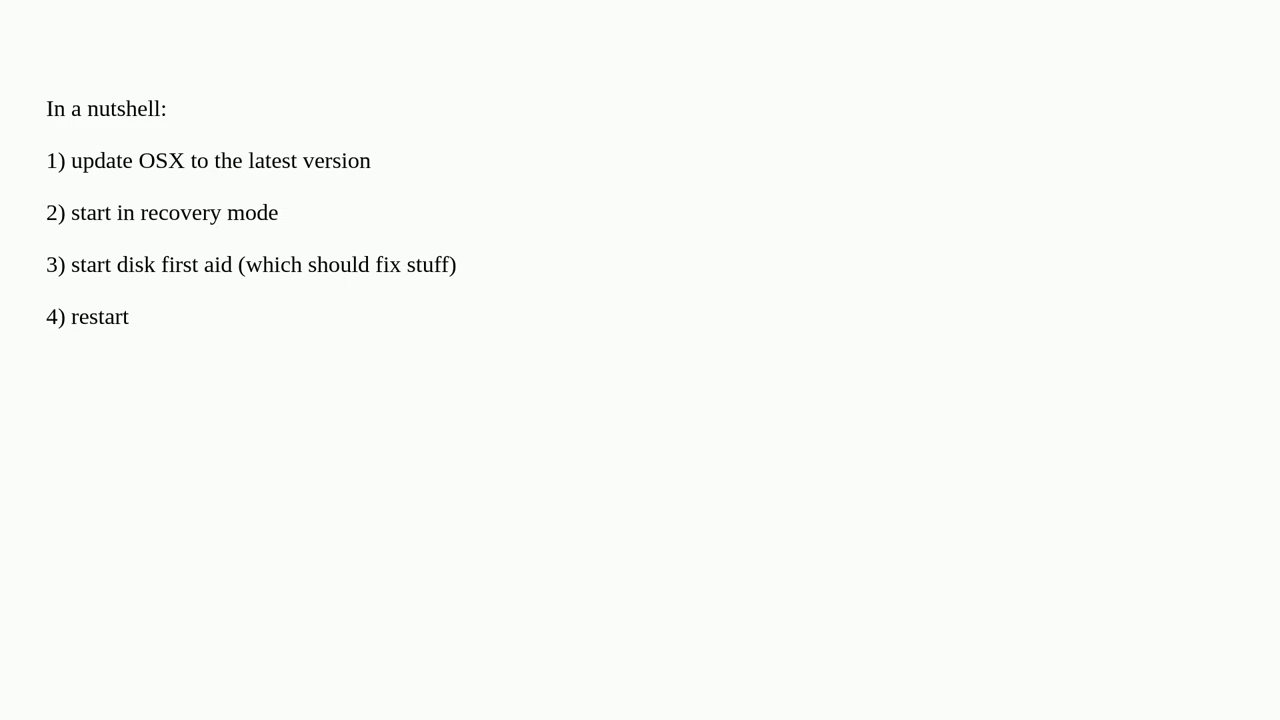 In a nutshell:
1) update OSX to the latest version
2) start in recovery mode
3) start disk first aid (which should fix stuff)
4) restart